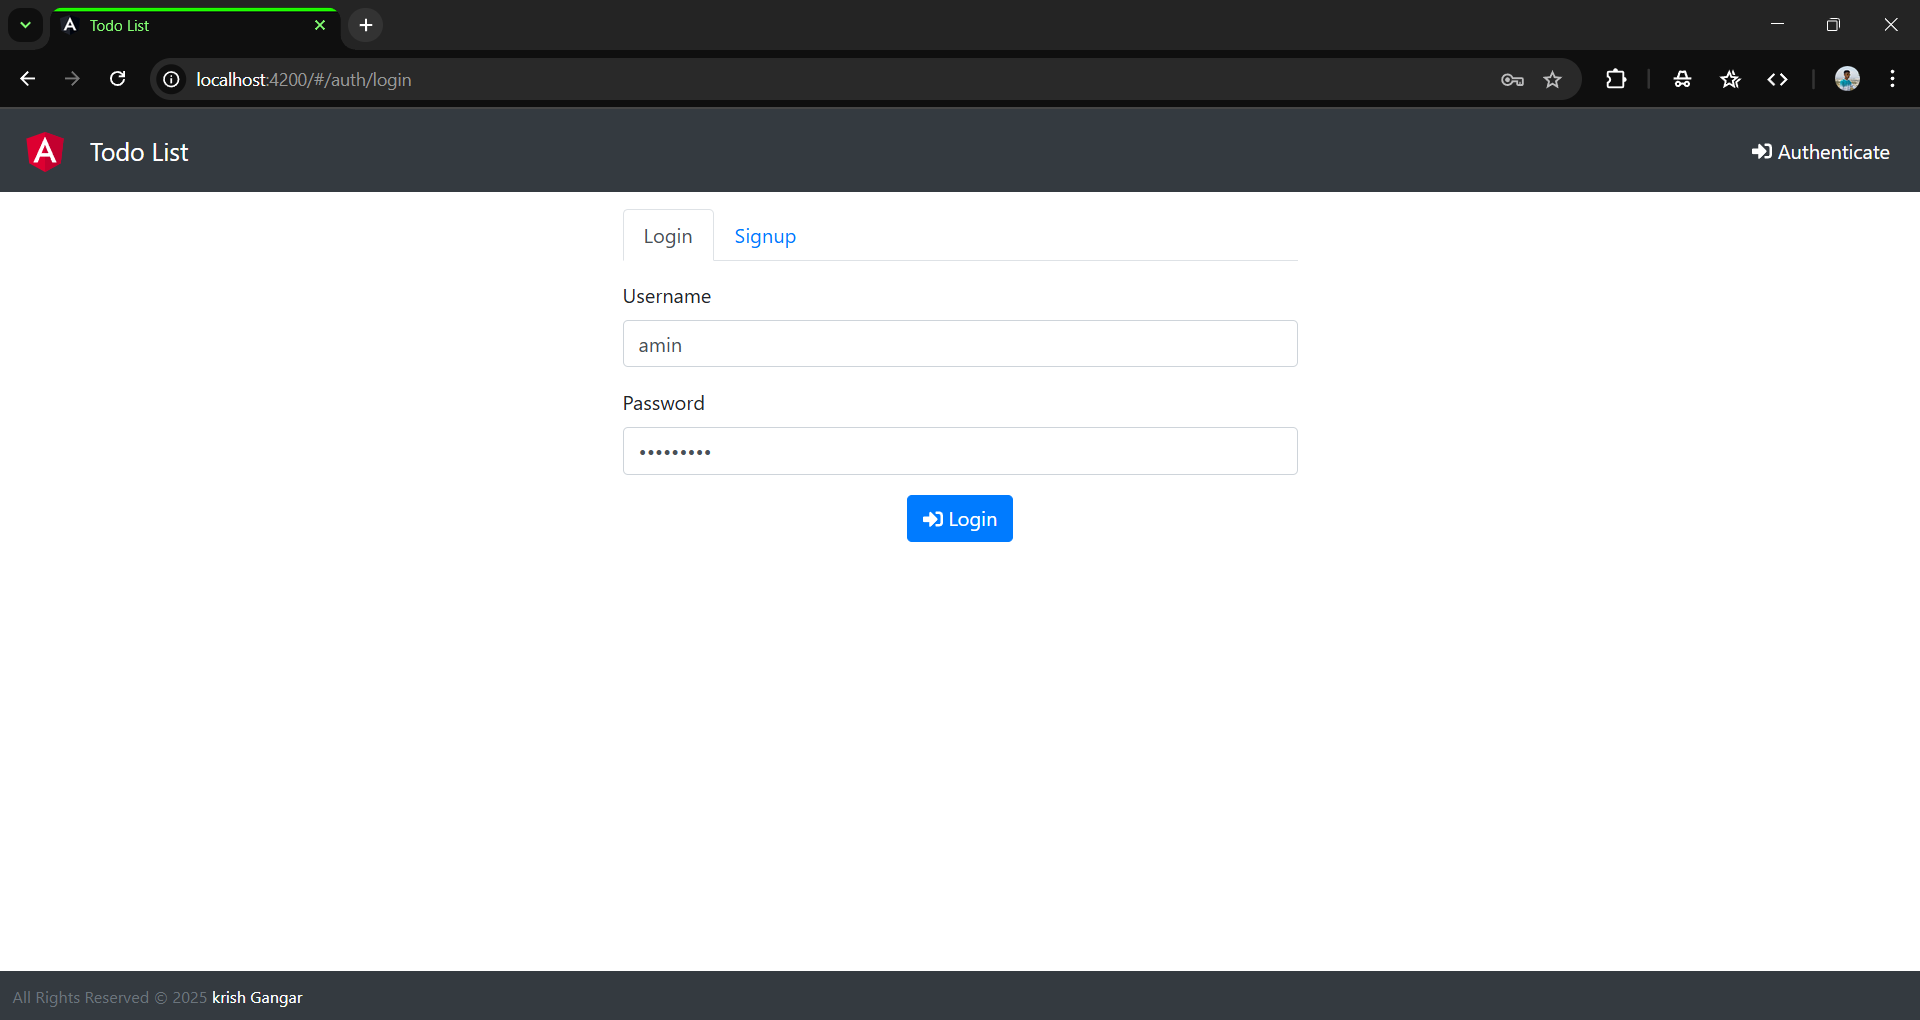 Todo List
localhost:4200/#/auth/login
Todo List
Authenticate
Login
Signup
Username
amin
Password
•••••••••
Login
All Rights Reserved © 2025 krish Gangar